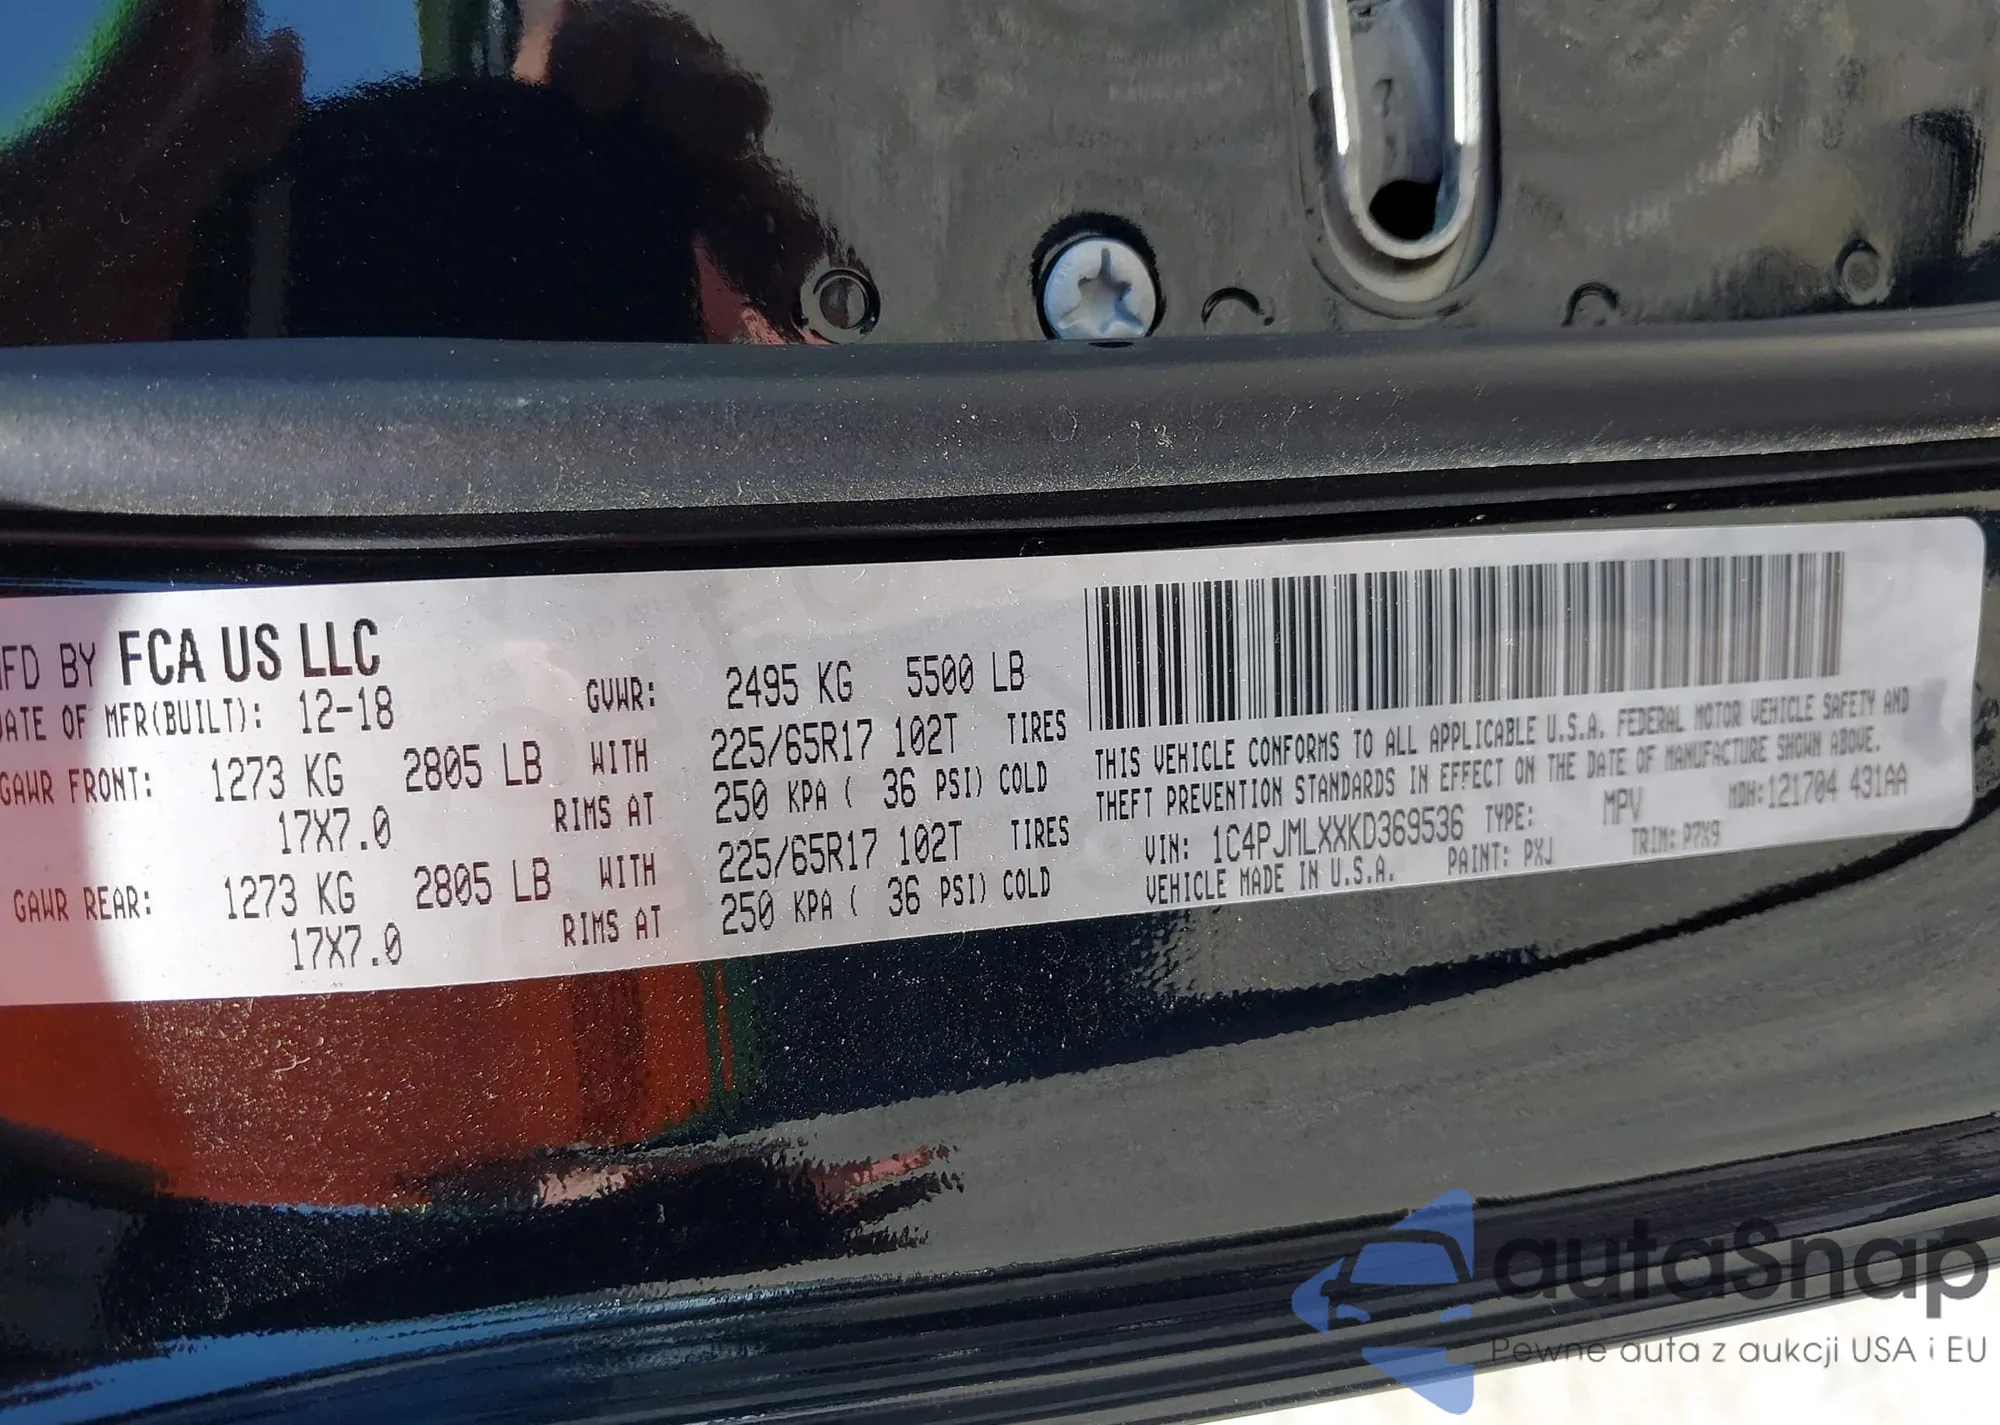 MFD BY FCA US LLC
DATE OF MFR(BUILT): 12-18
GVWR: 2495 KG 5500 LB
GAWR FRONT: 1273 KG 2805 LB WITH 225/65R17 102T TIRES
17X7.0 RIMS AT 250 KPA ( 36 PSI) COLD
GAWR REAR: 1273 KG 2805 LB WITH 225/65R17 102T TIRES
17X7.0 RIMS AT 250 KPA ( 36 PSI) COLD
THIS VEHICLE CONFORMS TO ALL APPLICABLE U.S.A. FEDERAL MOTOR VEHICLE SAFETY AND
THEFT PREVENTION STANDARDS IN EFFECT ON THE DATE OF MANUFACTURE SHOWN ABOVE.
VIN: 1C4PJMLXXKD369536 TYPE: MPV MDH:121704 431AA
VEHICLE MADE IN U.S.A. PAINT: PXJ TRIM: P7X9
autaSnap
Pewne auta z aukcji USA i EU